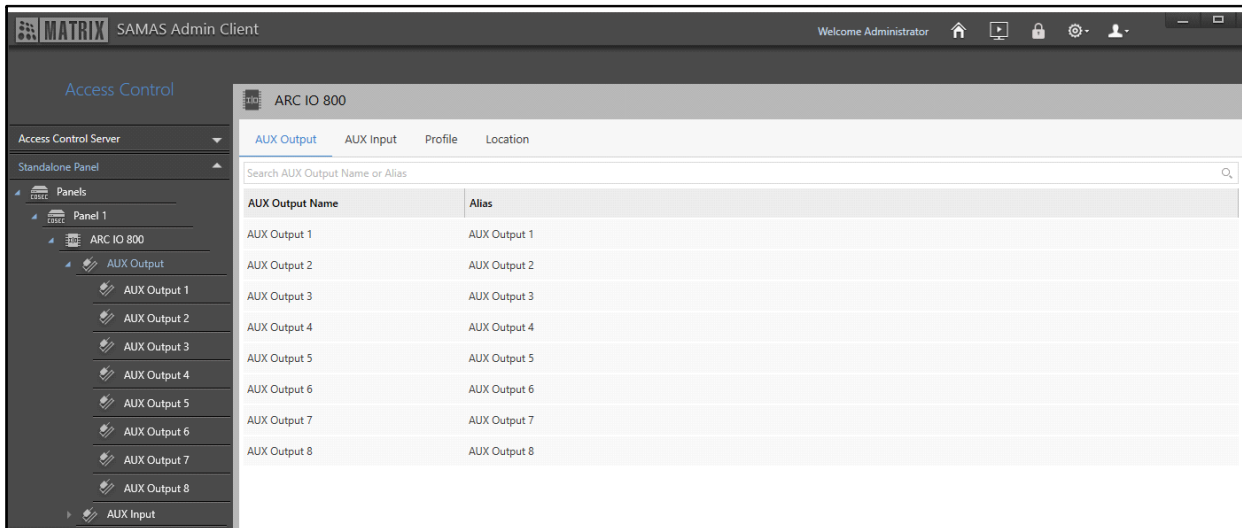 MATRIX SAMAS Admin Client
Welcome Administrator
Access Control
Access Control Server
Standalone Panel
COSEC Panels
COSEC Panel 1
ARC IO 800
AUX Output
AUX Output 1
AUX Output 2
AUX Output 3
AUX Output 4
AUX Output 5
AUX Output 6
AUX Output 7
AUX Output 8
AUX Input
ARC IO 800
AUX Output AUX Input Profile Location
Search AUX Output Name or Alias
AUX Output Name Alias
AUX Output 1 AUX Output 1
AUX Output 2 AUX Output 2
AUX Output 3 AUX Output 3
AUX Output 4 AUX Output 4
AUX Output 5 AUX Output 5
AUX Output 6 AUX Output 6
AUX Output 7 AUX Output 7
AUX Output 8 AUX Output 8